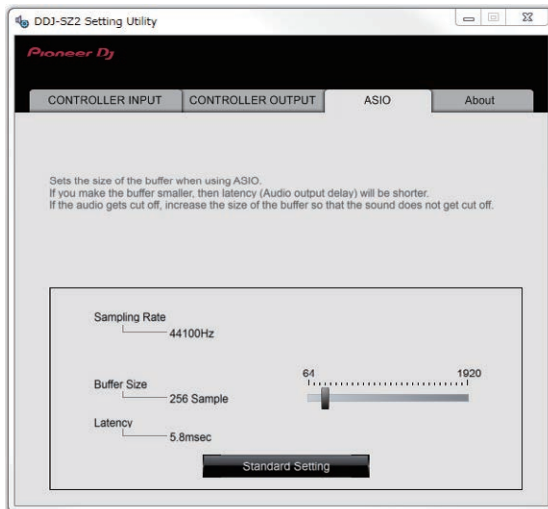 DDJ-SZ2 Setting Utility
Pioneer Dj
CONTROLLER INPUT CONTROLLER OUTPUT ASIO About
Sets the size of the buffer when using ASIO.
If you make the buffer smaller, then latency (Audio output delay) will be shorter.
If the audio gets cut off, increase the size of the buffer so that the sound does not get cut off.
Sampling Rate
44100Hz
64 1920
Buffer Size
256 Sample
Latency
5.8msec
Standard Setting